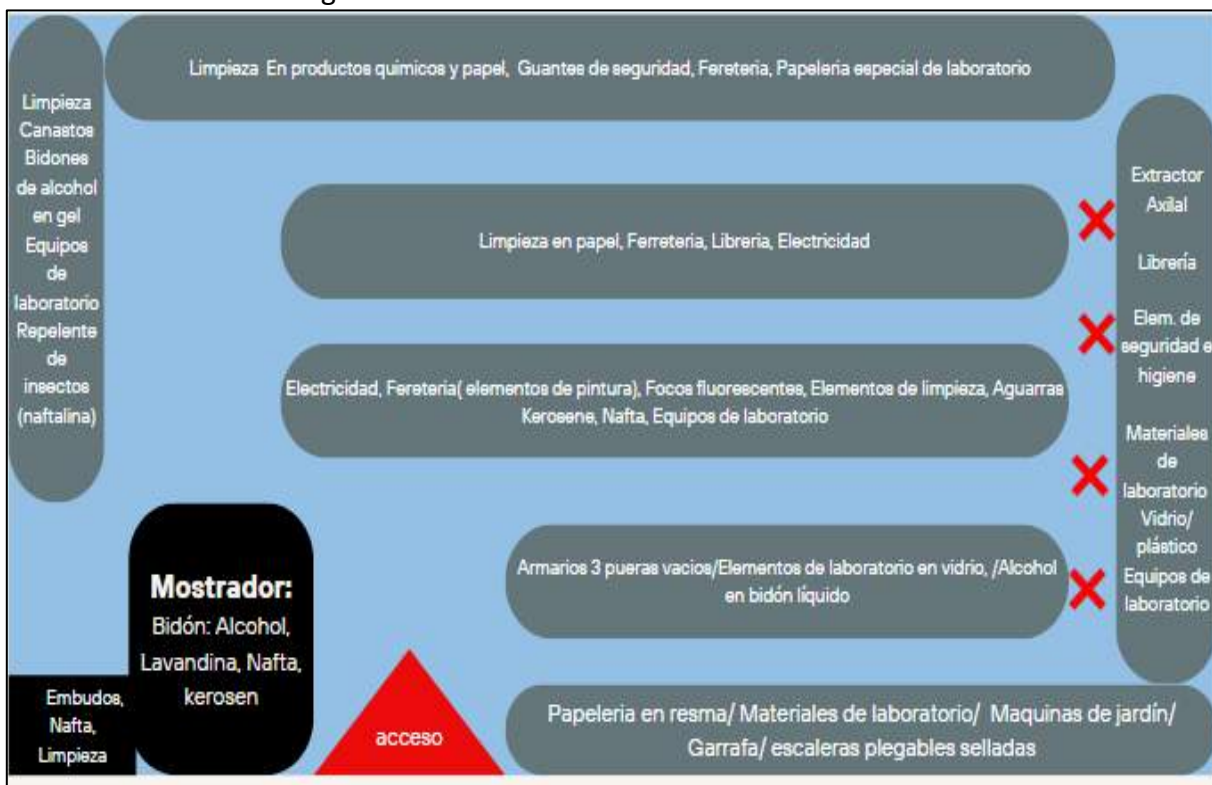 Limpieza En productos quimicos y papel, Guantes de seguridad, Fereteria, Papeleria especial de laboratorio
Limpieza
Canastos
Bidones
de alcohol
en gel
Equipos
de
laboratorio
Repelente
de
insectos
(naftalina)
Limpieza en papel, Ferreteria, Libreria, Electricidad
Extractor
Axilal
Librería
Elem. de
seguridad e
higiene
Materiales
de
laboratorio
Vidrio/
plástico
Equipos de
laboratorio
Electricidad, Fereteria( elementos de pintura), Focos fluorescentes, Elementos de limpieza, Aguarras
Kerosene, Nafta, Equipos de laboratorio
Armarios 3 pueras vacios/Elementos de laboratorio en vidrio, /Alcohol
en bidón líquido
Mostrador:
Bidón: Alcohol,
Lavandina, Nafta,
kerosen
Embudos,
Nafta,
Limpieza
acceso
Papeleria en resma/ Materiales de laboratorio/ Maquinas de jardín/
Garrafa/ escaleras plegables selladas